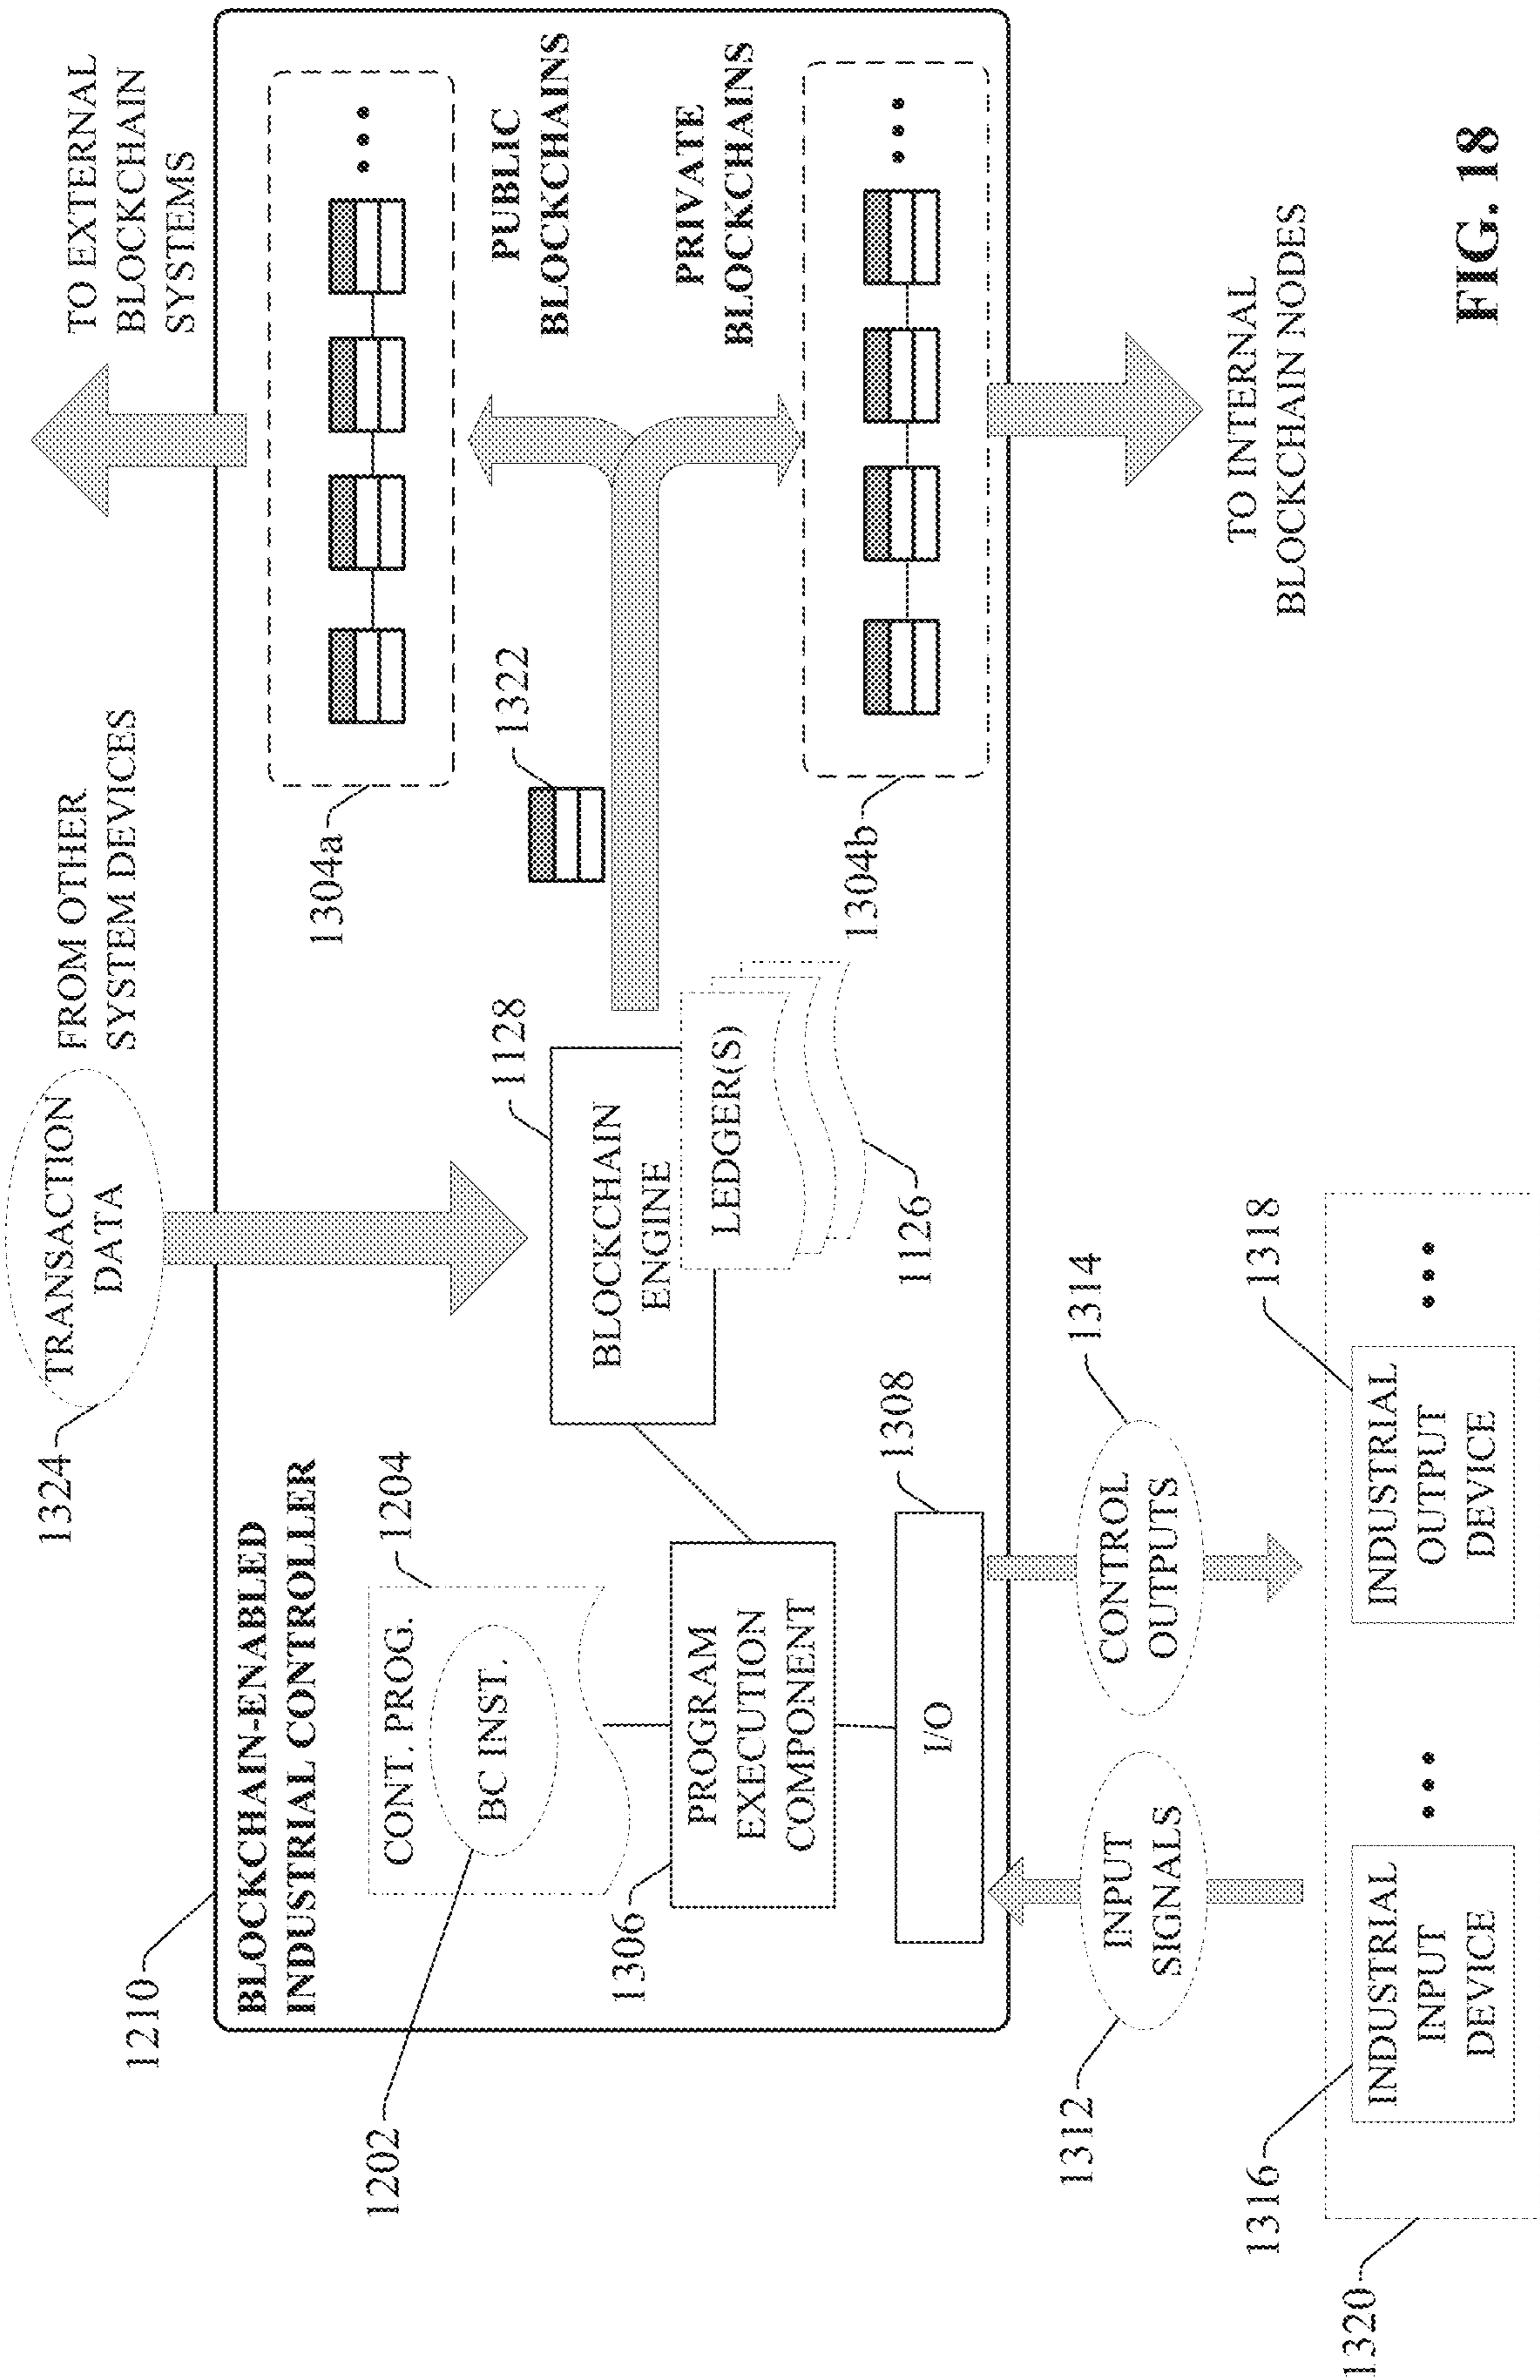 1324
TRANSACTION
DATA
FROM OTHER
SYSTEM DEVICES
TO EXTERNAL
BLOCKCHAIN
SYSTEMS
1210
BLOCKCHAIN-ENABLED
INDUSTRIAL CONTROLLER
1202
CONT. PROG.
BC INST.
1204
1306
PROGRAM
EXECUTION
COMPONENT
I/O
1308
BLOCKCHAIN
ENGINE
1128
LEDGER(S)
1126
1322
1304a
PUBLIC
BLOCKCHAINS
PRIVATE
BLOCKCHAINS
1304b
1312
INPUT
SIGNALS
CONTROL
OUTPUTS
1314
TO INTERNAL
BLOCKCHAIN NODES
1316
INDUSTRIAL
INPUT
DEVICE
INDUSTRIAL
OUTPUT
DEVICE
1318
1320
FIG. 18